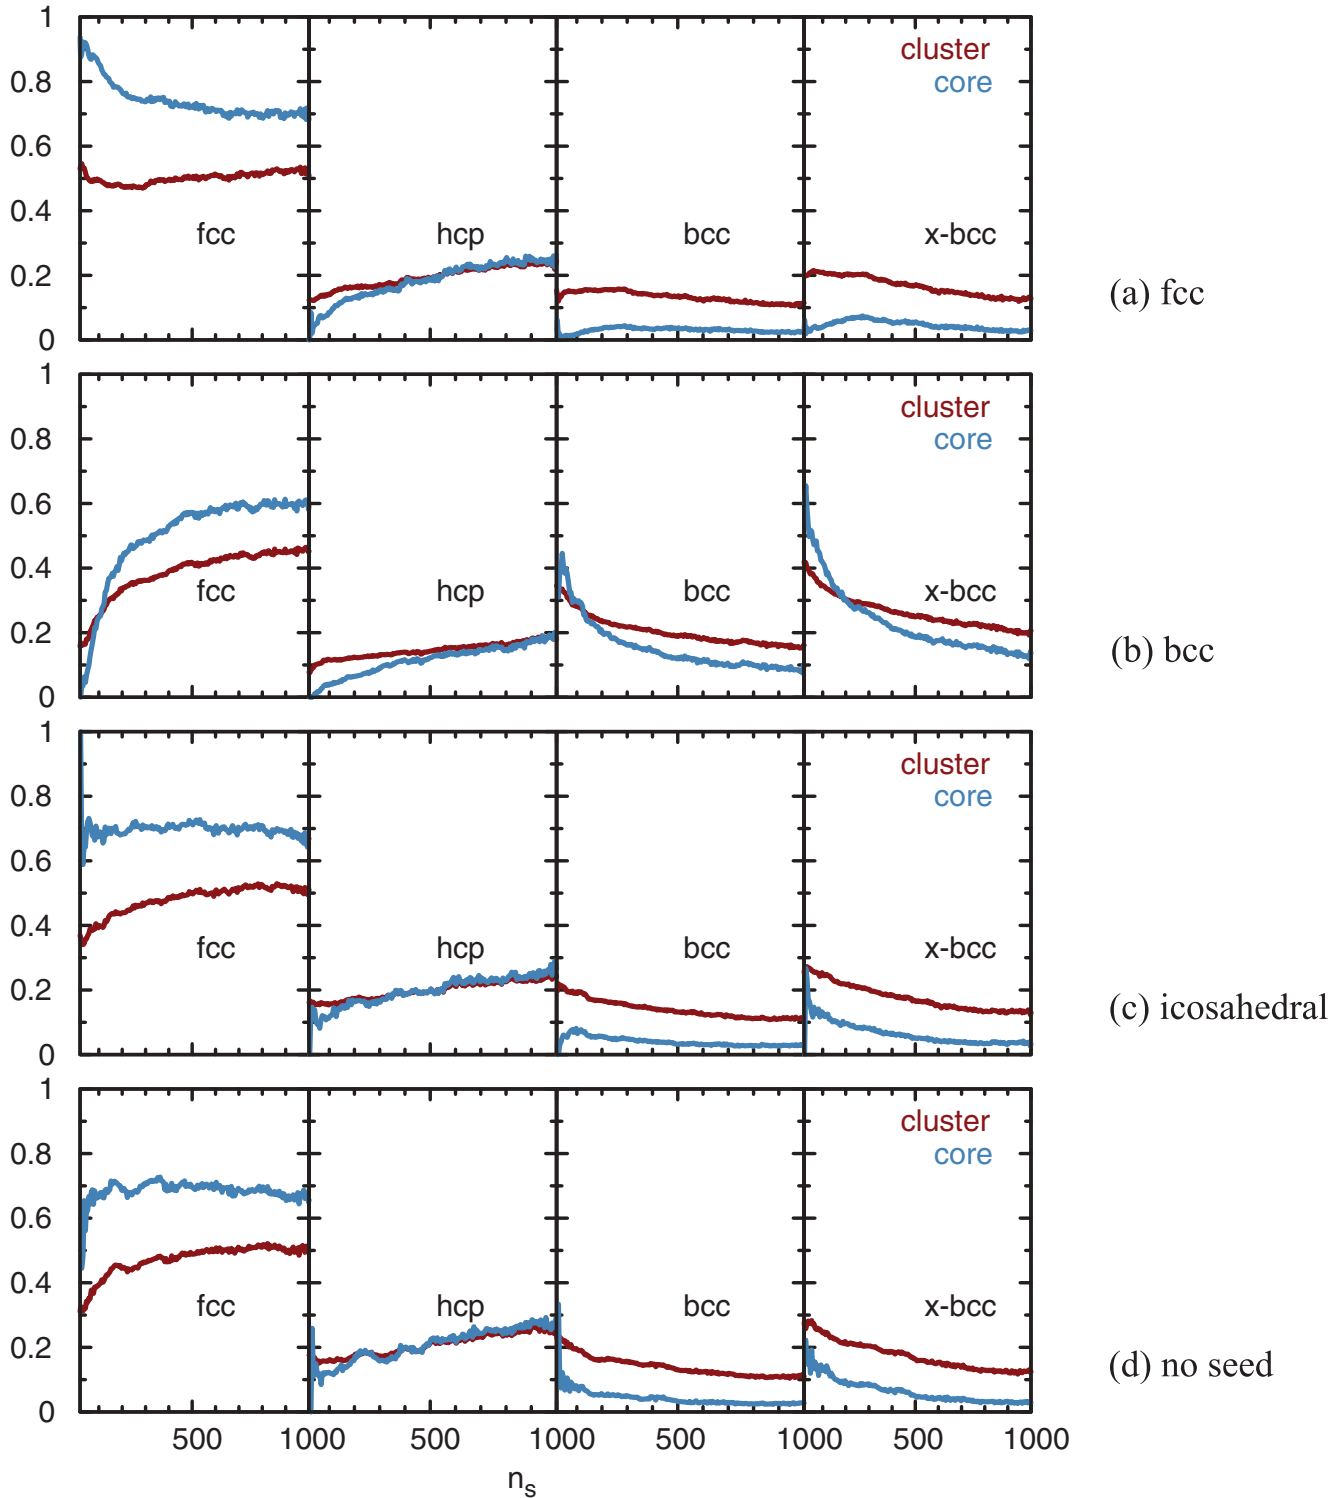 1
0.8
0.6
0.4
0.2
0
cluster
core
fcc
hcp
bcc
x-bcc
(a) fcc
1
0.8
0.6
0.4
0.2
0
cluster
core
fcc
hcp
bcc
x-bcc
(b) bcc
1
0.8
0.6
0.4
0.2
0
cluster
core
fcc
hcp
bcc
x-bcc
(c) icosahedral
1
0.8
0.6
0.4
0.2
0
cluster
core
fcc
hcp
bcc
x-bcc
(d) no seed
500 1000 500 1000 500 1000 500 1000
n_s